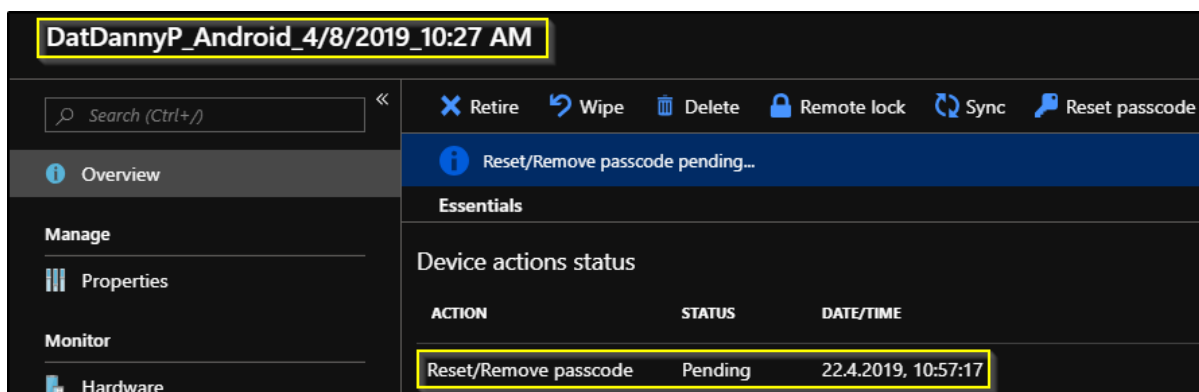 DatDannyP_Android_4/8/2019_10:27 AM
Search (Ctrl+/)
«
Retire Wipe Delete Remote lock Sync Reset passcode
Overview
Reset/Remove passcode pending...
Essentials
Manage
Properties
Device actions status
ACTION STATUS DATE/TIME
Monitor
Reset/Remove passcode Pending 22.4.2019, 10:57:17
Hardware